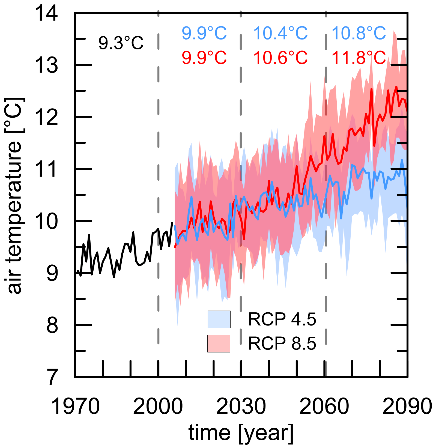 14
13
12
11
10
9
8
7
air temperature [°C]
9.3°C
9.9°C 10.4°C 10.8°C
9.9°C 10.6°C 11.8°C
RCP 4.5
RCP 8.5
1970 2000 2030 2060 2090
time [year]